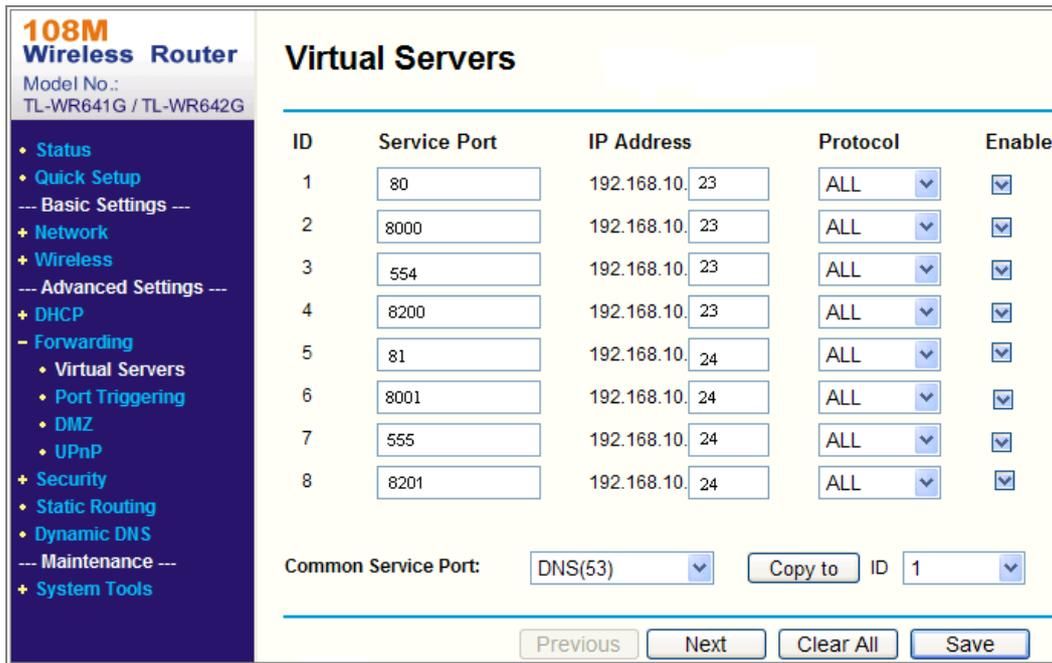 108M
Wireless Router
Model No.:
TL-WR641G / TL-WR642G
• Status
• Quick Setup
--- Basic Settings ---
+ Network
+ Wireless
--- Advanced Settings ---
+ DHCP
− Forwarding
• Virtual Servers
• Port Triggering
• DMZ
• UPnP
+ Security
• Static Routing
• Dynamic DNS
--- Maintenance ---
+ System Tools
Virtual Servers
ID Service Port IP Address Protocol Enable
1 80 192.168.10. 23 ALL
2 8000 192.168.10. 23 ALL
3 554 192.168.10. 23 ALL
4 8200 192.168.10. 23 ALL
5 81 192.168.10. 24 ALL
6 8001 192.168.10. 24 ALL
7 555 192.168.10. 24 ALL
8 8201 192.168.10. 24 ALL
Common Service Port: DNS(53) Copy to ID 1
Previous Next Clear All Save